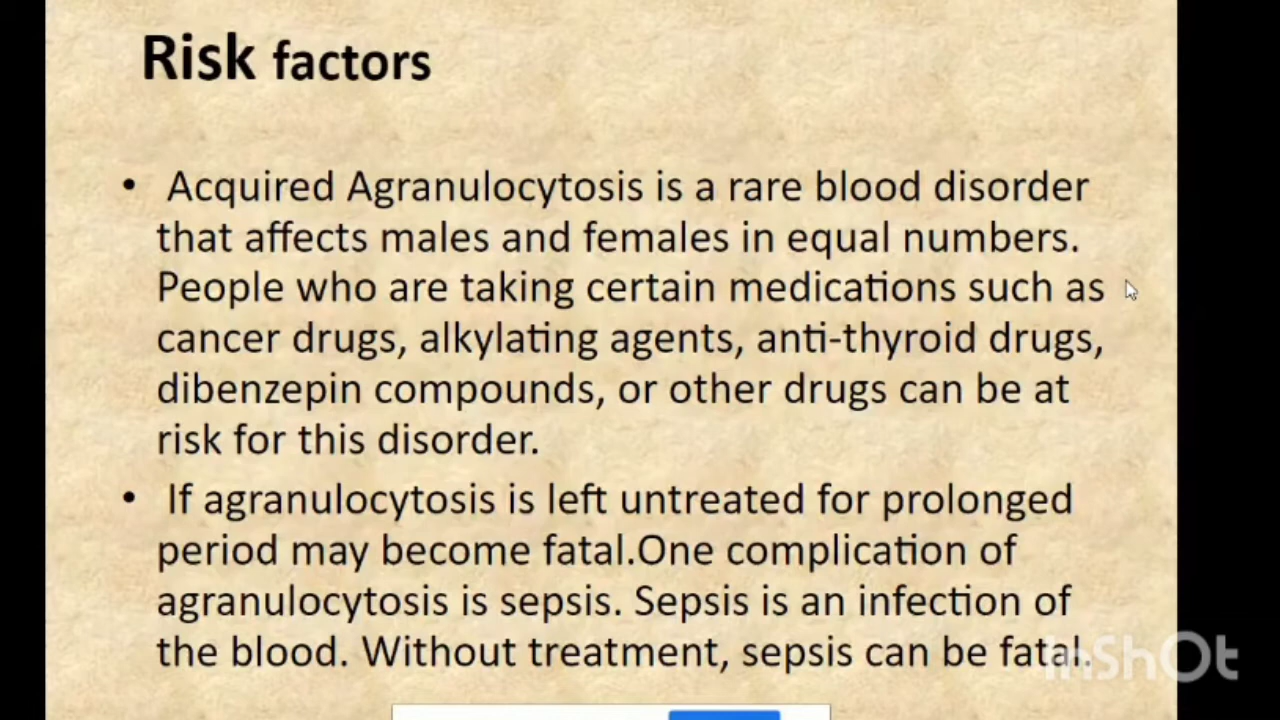 Risk factors
• Acquired Agranulocytosis is a rare blood disorder
that affects males and females in equal numbers.
People who are taking certain medications such as
cancer drugs, alkylating agents, anti-thyroid drugs,
dibenzepin compounds, or other drugs can be at
risk for this disorder.
• If agranulocytosis is left untreated for prolonged
period may become fatal.One complication of
agranulocytosis is sepsis. Sepsis is an infection of
the blood. Without treatment, sepsis can be fatal.
InShOt